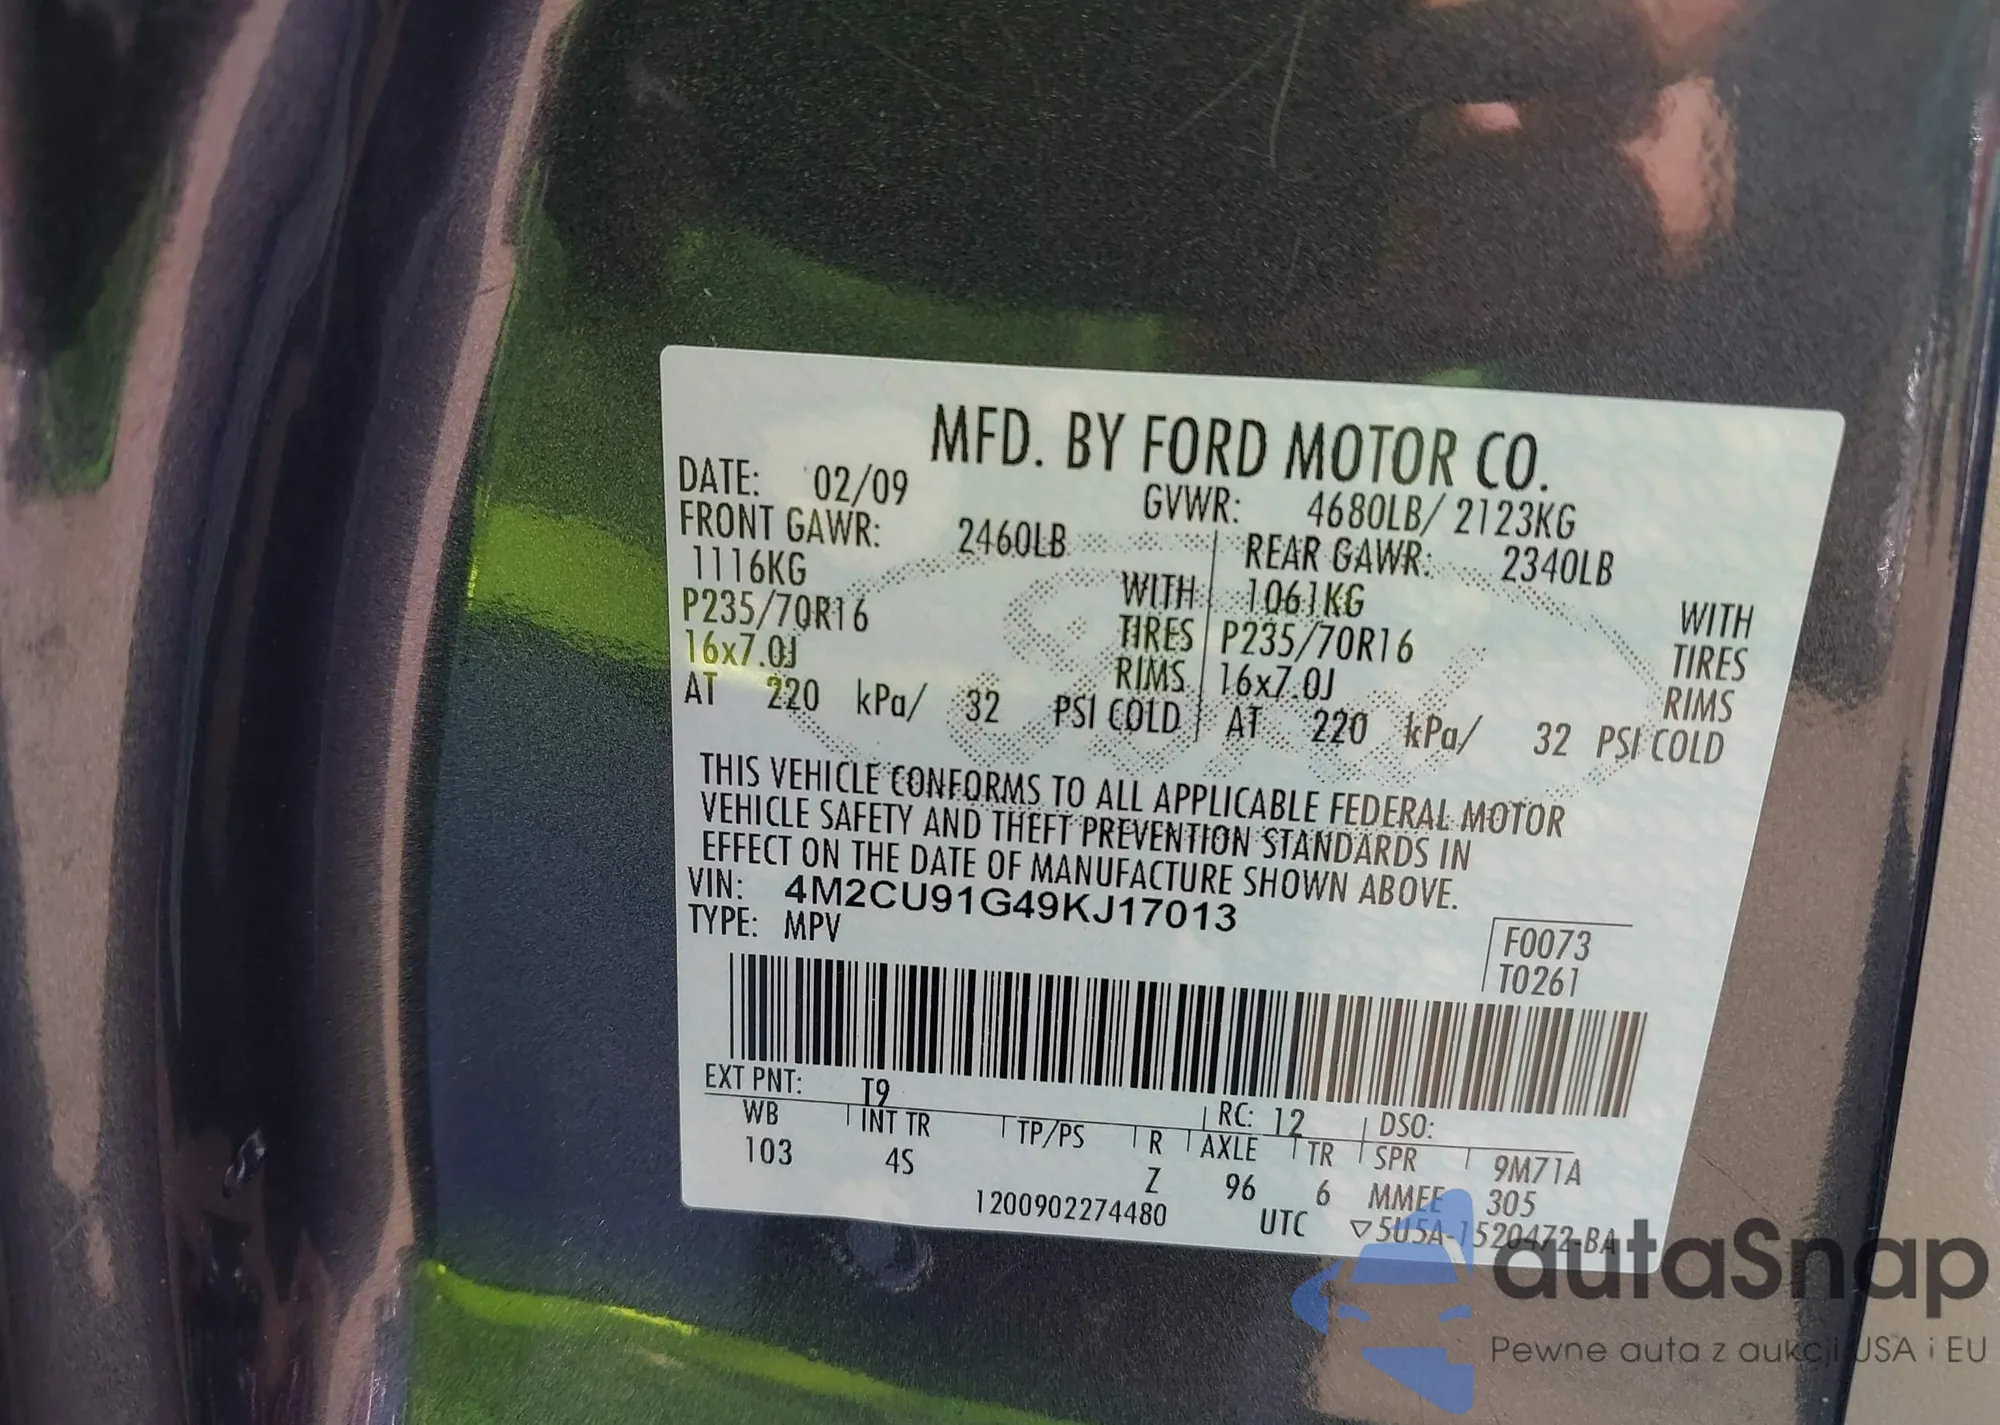 MFD. BY FORD MOTOR CO.
DATE: 02/09 GVWR: 4680LB/ 2123KG
FRONT GAWR: 2460LB REAR GAWR: 2340LB
1116KG WITH 1061KG WITH
P235/70R16 TIRES P235/70R16 TIRES
16x7.0J RIMS 16x7.0J RIMS
AT 220 kPa/ 32 PSI COLD AT 220 kPa/ 32 PSI COLD
THIS VEHICLE CONFORMS TO ALL APPLICABLE FEDERAL MOTOR
VEHICLE SAFETY AND THEFT PREVENTION STANDARDS IN
EFFECT ON THE DATE OF MANUFACTURE SHOWN ABOVE.
VIN: 4M2CU91G49KJ17013
TYPE: MPV
F0073
T0261
EXT PNT: T9 RC: 12 DSO:
WB INT TR TP/PS R AXLE TR SPR 9M71A
103 4S Z 96 6 MMEE 305
1200902274480 UTC ▽5U5A-1520472-BA
autaSnap
Pewne auta z aukcji USA i EU